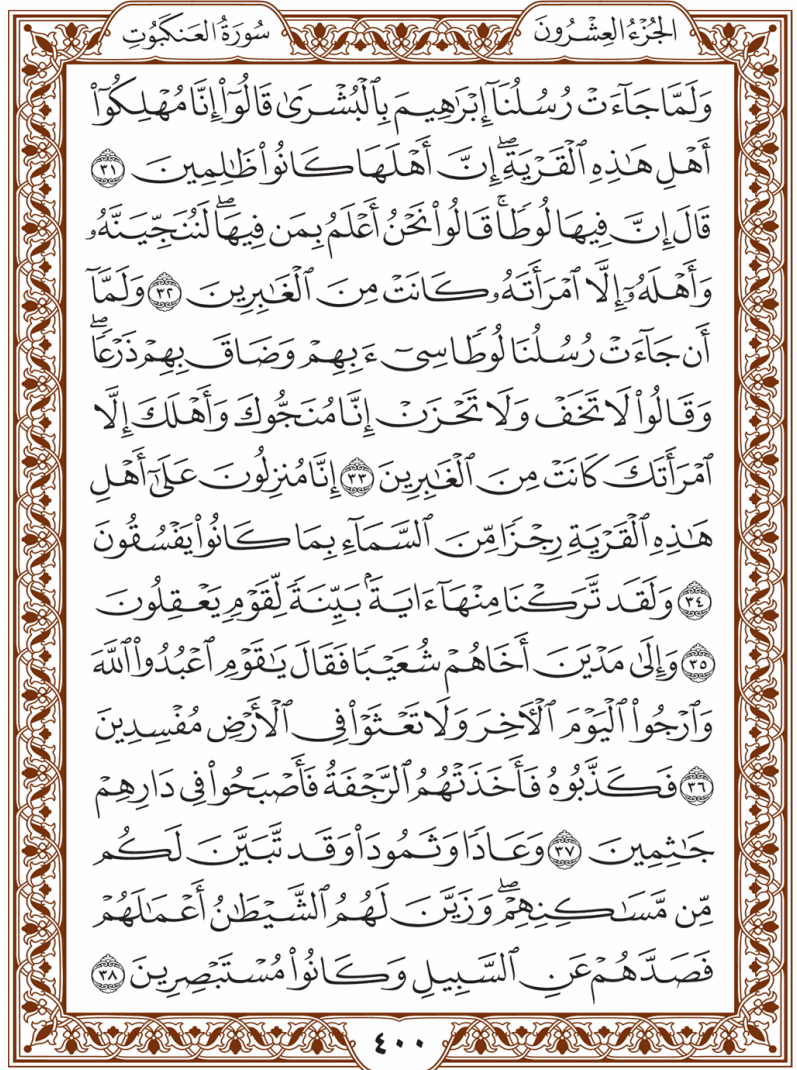 الجُزْءُ العِشْرُونَ
سُورَةُ العَنكَبُوتِ
وَلَمَّا جَآءَتْ رُسُلُنَآ إِبْرَٰهِيمَ بِٱلْبُشْرَىٰ قَالُوٓا۟ إِنَّا مُهْلِكُوٓا۟
أَهْلِ هَٰذِهِ ٱلْقَرْيَةِۖ إِنَّ أَهْلَهَا كَانُوا۟ ظَٰلِمِينَ ٣١
قَالَ إِنَّ فِيهَا لُوطًاۚ قَالُوا۟ نَحْنُ أَعْلَمُ بِمَن فِيهَاۖ لَنُنَجِّيَنَّهُۥ
وَأَهْلَهُۥٓ إِلَّا ٱمْرَأَتَهُۥ كَانَتْ مِنَ ٱلْغَٰبِرِينَ ٣٢ وَلَمَّآ
أَن جَآءَتْ رُسُلُنَا لُوطًا سِىٓءَ بِهِمْ وَضَاقَ بِهِمْ ذَرْعًاۖ
وَقَالُوا۟ لَا تَخَفْ وَلَا تَحْزَنْ إِنَّا مُنَجُّوكَ وَأَهْلَكَ إِلَّا
ٱمْرَأَتَكَ كَانَتْ مِنَ ٱلْغَٰبِرِينَ ٣٣ إِنَّا مُنزِلُونَ عَلَىٰٓ أَهْلِ
هَٰذِهِ ٱلْقَرْيَةِ رِجْزًا مِّنَ ٱلسَّمَآءِ بِمَا كَانُوا۟ يَفْسُقُونَ
٣٤ وَلَقَد تَّرَكْنَا مِنْهَآ ءَايَةًۢ بَيِّنَةً لِّقَوْمٍ يَعْقِلُونَ
٣٥ وَإِلَىٰ مَدْيَنَ أَخَاهُمْ شُعَيْبًا فَقَالَ يَٰقَوْمِ ٱعْبُدُوا۟ ٱللَّهَ
وَٱرْجُوا۟ ٱلْيَوْمَ ٱلْءَاخِرَ وَلَا تَعْثَوْا۟ فِى ٱلْأَرْضِ مُفْسِدِينَ
٣٦ فَكَذَّبُوهُ فَأَخَذَتْهُمُ ٱلرَّجْفَةُ فَأَصْبَحُوا۟ فِى دَارِهِمْ
جَٰثِمِينَ ٣٧ وَعَادًا وَثَمُودَا۟ وَقَد تَّبَيَّنَ لَكُم
مِّن مَّسَٰكِنِهِمْۖ وَزَيَّنَ لَهُمُ ٱلشَّيْطَٰنُ أَعْمَٰلَهُمْ
فَصَدَّهُمْ عَنِ ٱلسَّبِيلِ وَكَانُوا۟ مُسْتَبْصِرِينَ ٣٨
٤٠٠